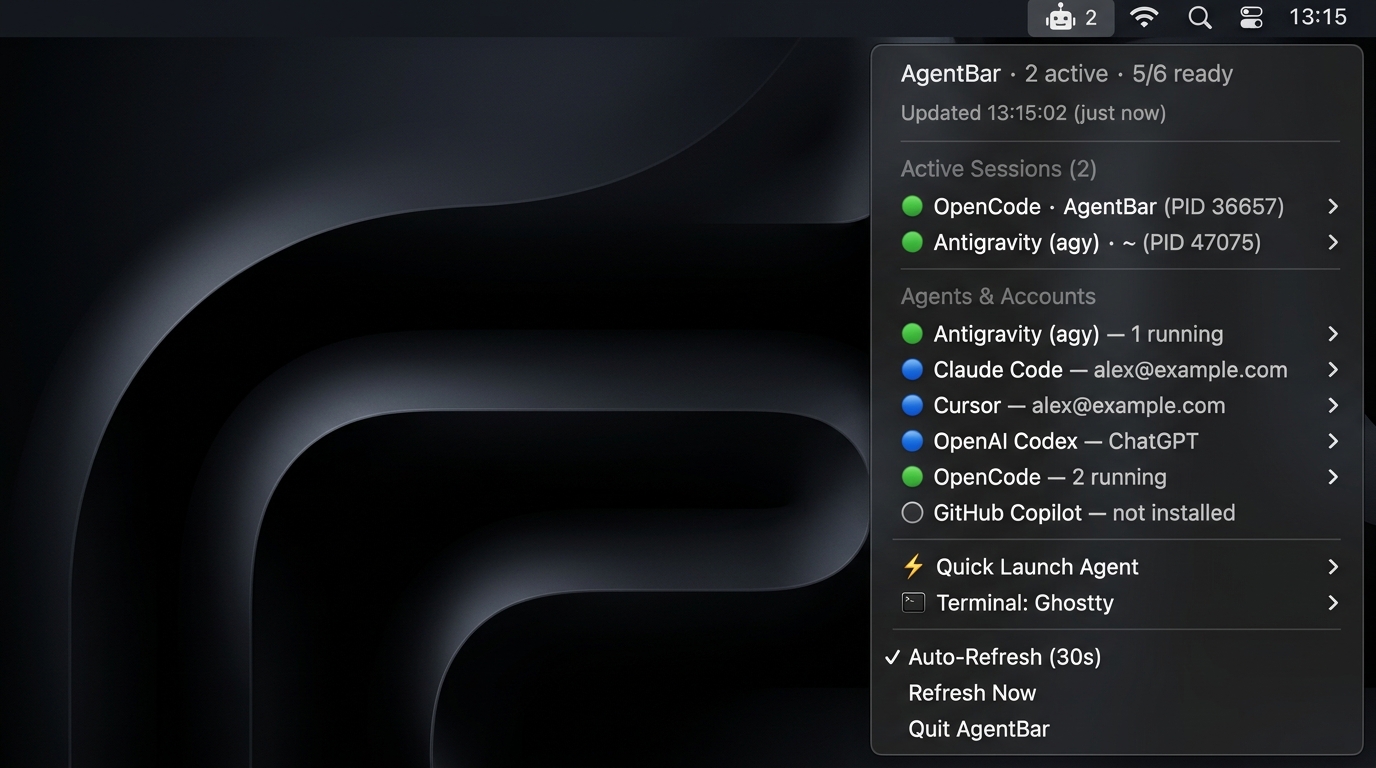 2 13:15
AgentBar · 2 active · 5/6 ready
Updated 13:15:02 (just now)
Active Sessions (2)
OpenCode · AgentBar (PID 36657)
Antigravity (agy) · ~ (PID 47075)
Agents & Accounts
Antigravity (agy) — 1 running
Claude Code — alex@example.com
Cursor — alex@example.com
OpenAI Codex — ChatGPT
OpenCode — 2 running
GitHub Copilot — not installed
Quick Launch Agent
Terminal: Ghostty
Auto-Refresh (30s)
Refresh Now
Quit AgentBar